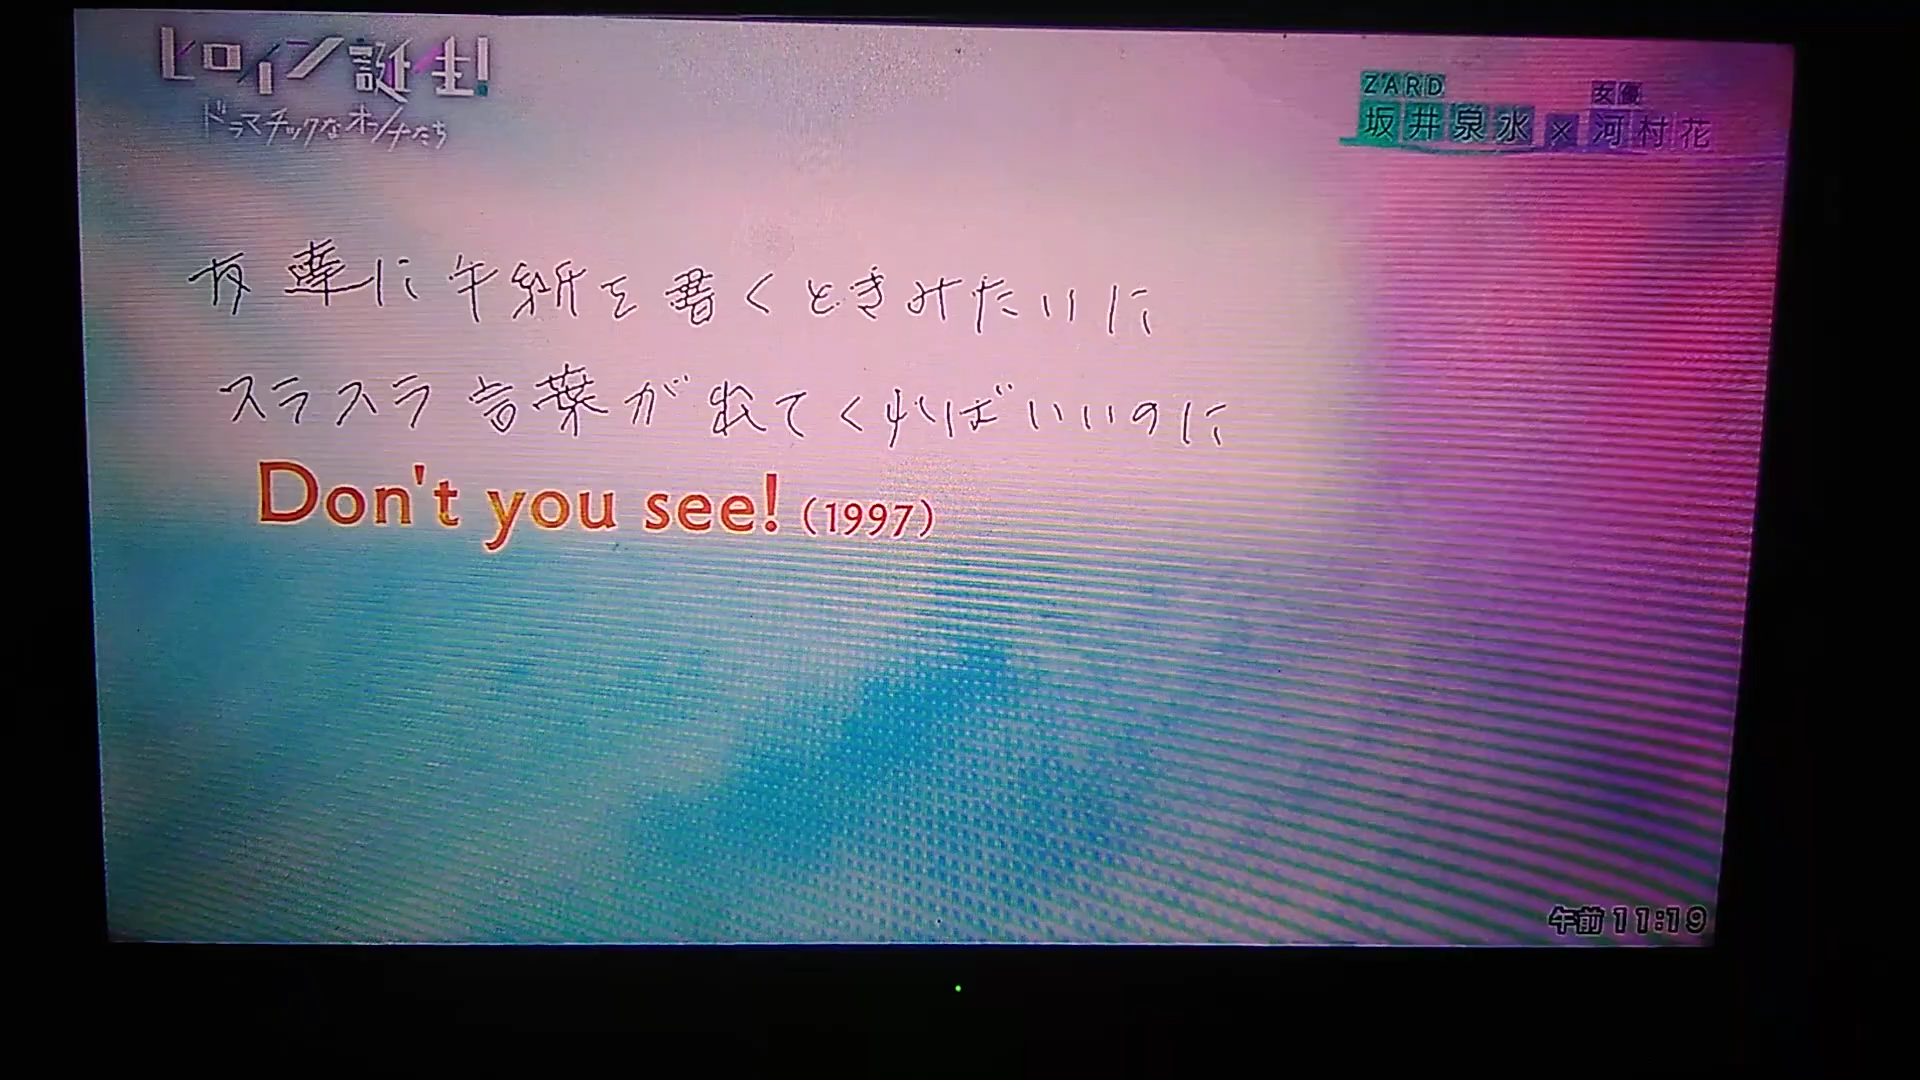 ヒロイン誕生!
ドラマチックなオンナたち
ZARD
坂井泉水×
女優
河村花
友達に手紙を書くときみたいに
スラスラ言葉が出てくればいいのに
Don't you see! (1997)
午前11:19